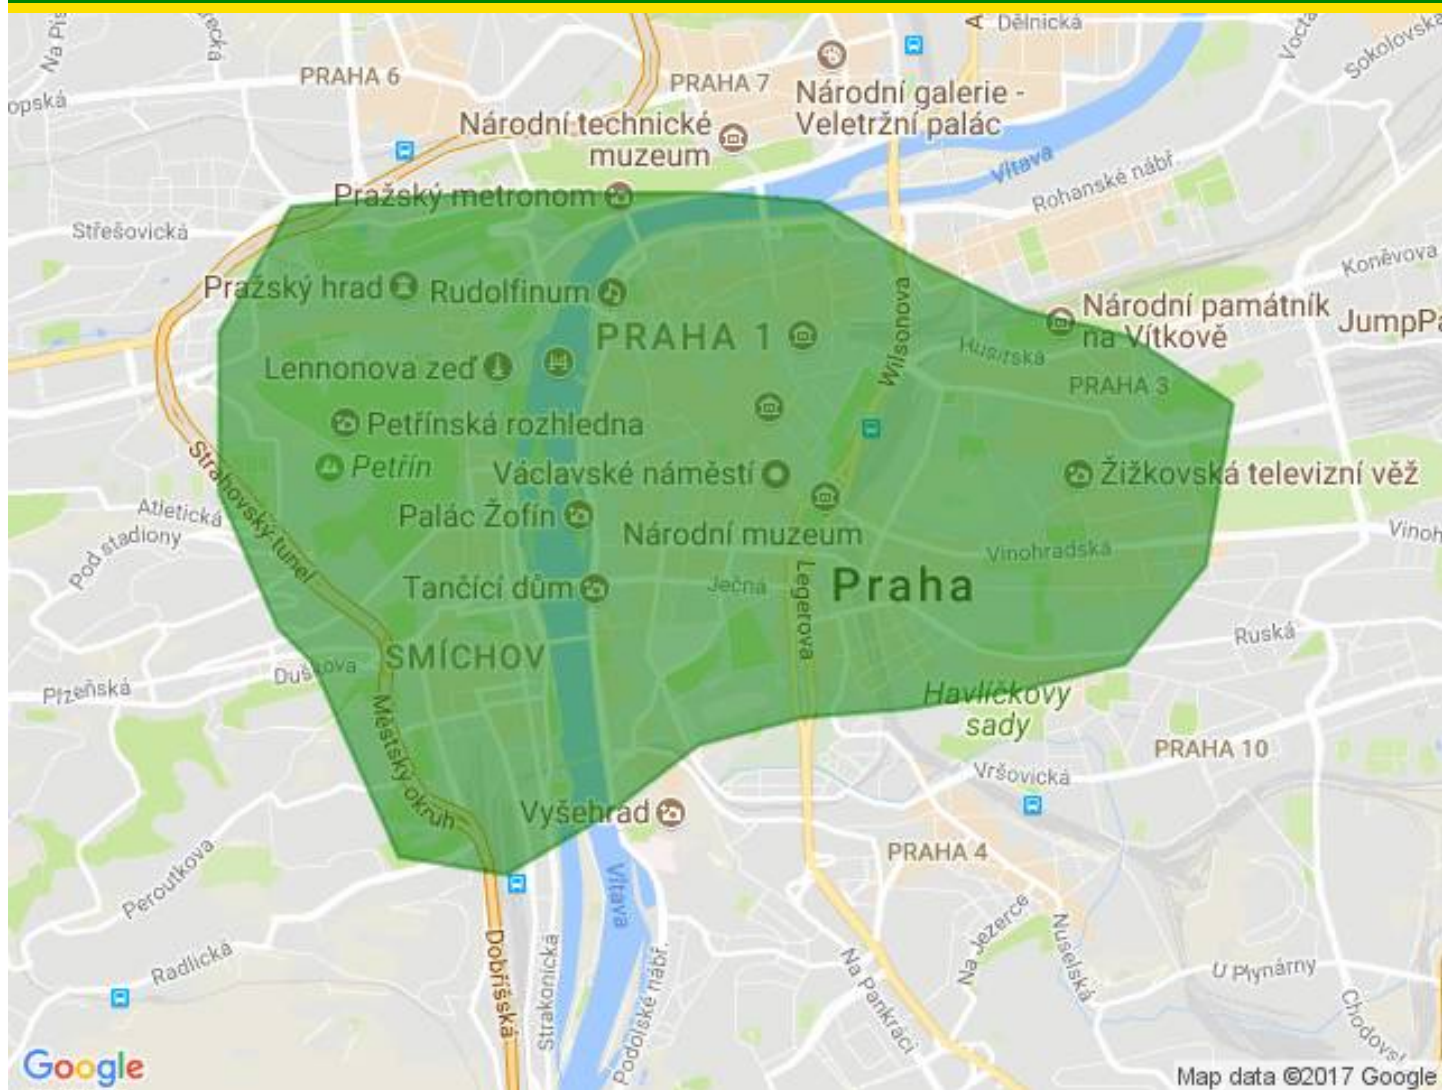 Dělnická
PRAHA 6
PRAHA 7
Sokolovská
Národní galerie -
Veletržní palác
Národní technické
muzeum
Vltava
Rohanské nábř.
Pražský metronom
Střešovická
Koněvova
Pražský hrad
Rudolfinum
Wilsonova
Národní památník
na Vítkově
JumpPa
PRAHA 1
Husitská
Lennonova zeď
PRAHA 3
Petřínská rozhledna
Petřín
Václavské náměstí
Žižkovská televizní věž
Strahovský tunel
Atletická
Palác Žofín
Národní muzeum
Vinoh
Pod stadiony
Vinohradská
Tančící dům
Ječná
Legerova
Praha
Ruská
SMÍCHOV
Duškova
Plzeňská
Havlíčkovy
sady
Městský okruh
PRAHA 10
Vršovická
Vyšehrad
PRAHA 4
Peroutkova
Vltava
Na Jezerce
Nuselská
Radlická
Dobříšská
Strakonická
Podolské nábř.
Na Pankráci
U Plynárny
Chodovs
Google
Map data ©2017 Google